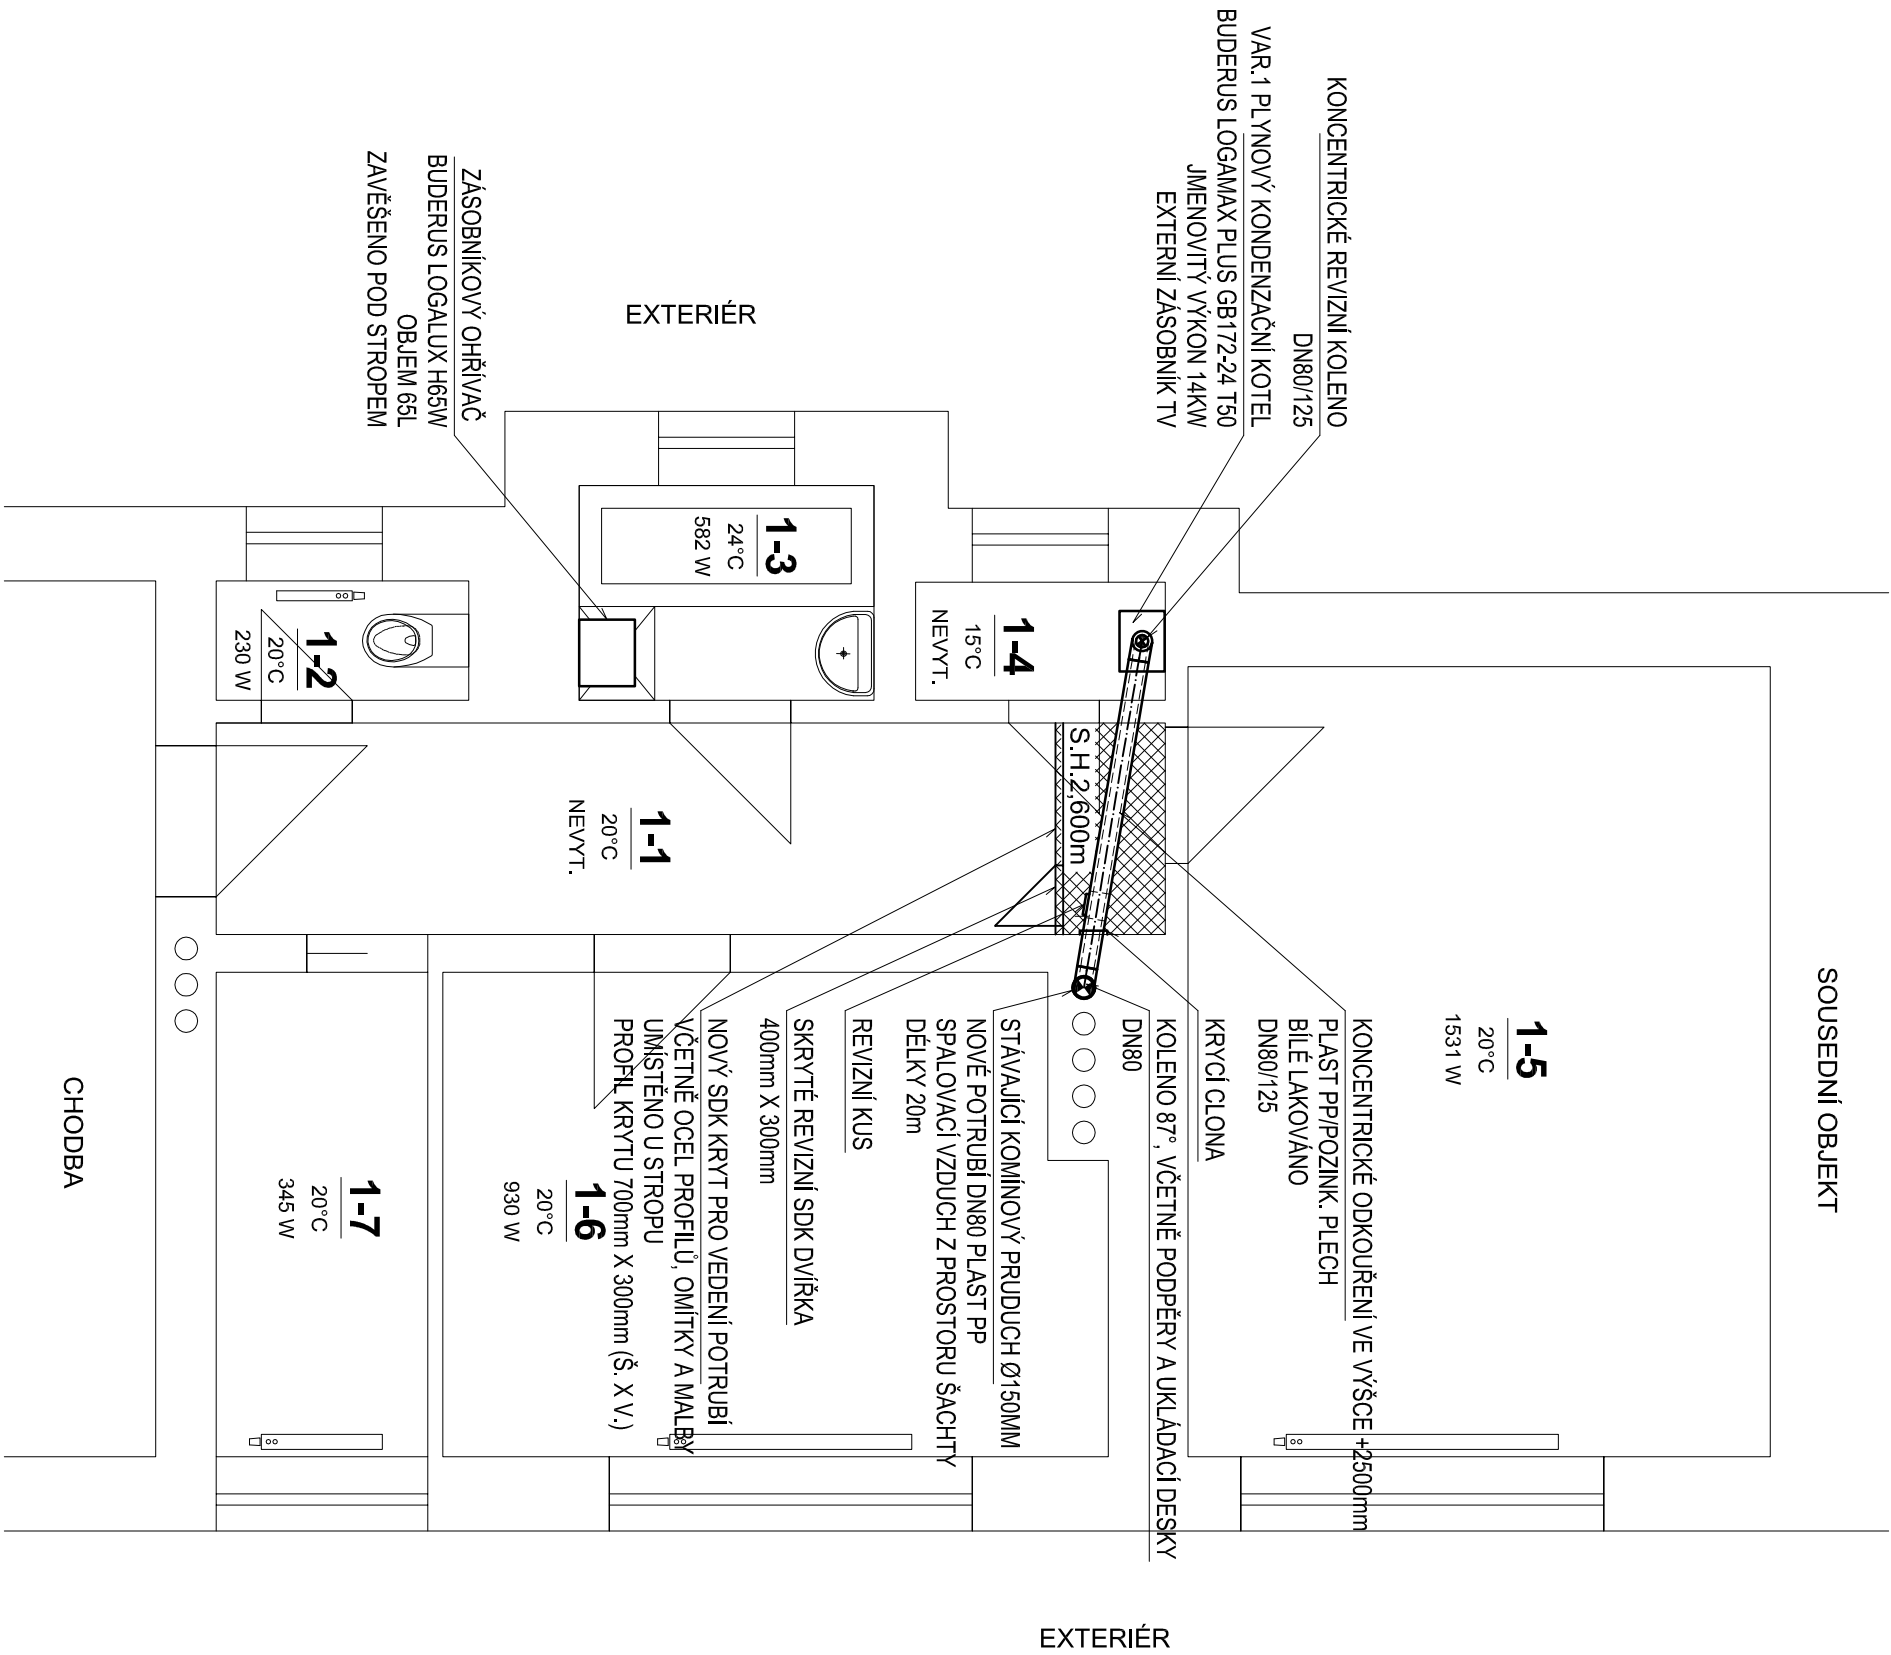 KONCENTRICKÉ REVIZNÍ KOLENO
DN80/125
VAR.1 PLYNOVÝ KONDENZAČNÍ KOTEL
BUDERUS LOGAMAX PLUS GB172-24 T50
JMENOVITÝ VÝKON 14KW
EXTERNÍ ZÁSOBNÍK TV
ZÁSOBNÍKOVÝ OHŘÍVAČ
BUDERUS LOGALUX H65W
OBJEM 65L
ZAVĚŠENO POD STROPEM
EXTERIÉR
1-3
24°C
582 W
1-4
15°C
NEVYT.
1-2
20°C
230 W
1-1
20°C
NEVYT.
S.H.2,600m
SOUSEDNÍ OBJEKT
1-5
20°C
1531 W
KONCENTRICKÉ ODKOUŘENÍ VE VÝŠCE +2500mm
PLAST PP/POZINK. PLECH
BÍLÉ LAKOVÁNO
DN80/125
KRYCÍ CLONA
KOLENO 87°, VČETNĚ PODPĚRY A UKLÁDACÍ DESKY
DN80
STÁVAJÍCÍ KOMÍNOVÝ PRUDUCH Ø150MM
NOVÉ POTRUBÍ DN80 PLAST PP
SPALOVACÍ VZDUCH Z PROSTORU ŠACHTY
DÉLKY 20m
REVIZNÍ KUS
SKRYTÉ REVIZNÍ SDK DVÍŘKA
400mm X 300mm
NOVÝ SDK KRYT PRO VEDENÍ POTRUBÍ
VČETNĚ OCEL PROFILŮ, OMÍTKY A MALBY
UMÍSTĚNO U STROPU
PROFIL KRYTU 700mm X 300mm (Š. X V.)
1-6
20°C
930 W
1-7
20°C
345 W
CHODBA
EXTERIÉR